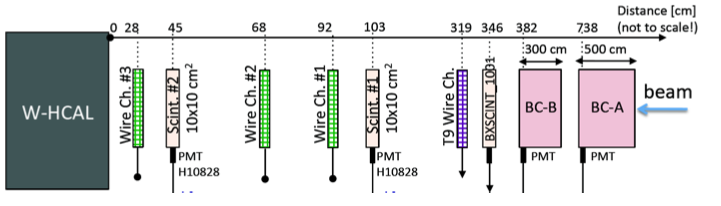 Distance [cm]
0 28 45 68 92 103 319 346 382 738 (not to scale!)
300 cm 500 cm
W-HCAL
Wire Ch. #3
Scint. #2
10x10 cm²
Wire Ch. #2
Wire Ch. #1
Scint. #1
10x10 cm²
T9 Wire Ch.
BXSCINT_1001
BC-B
BC-A
beam
PMT
H10828
PMT
H10828
PMT
PMT